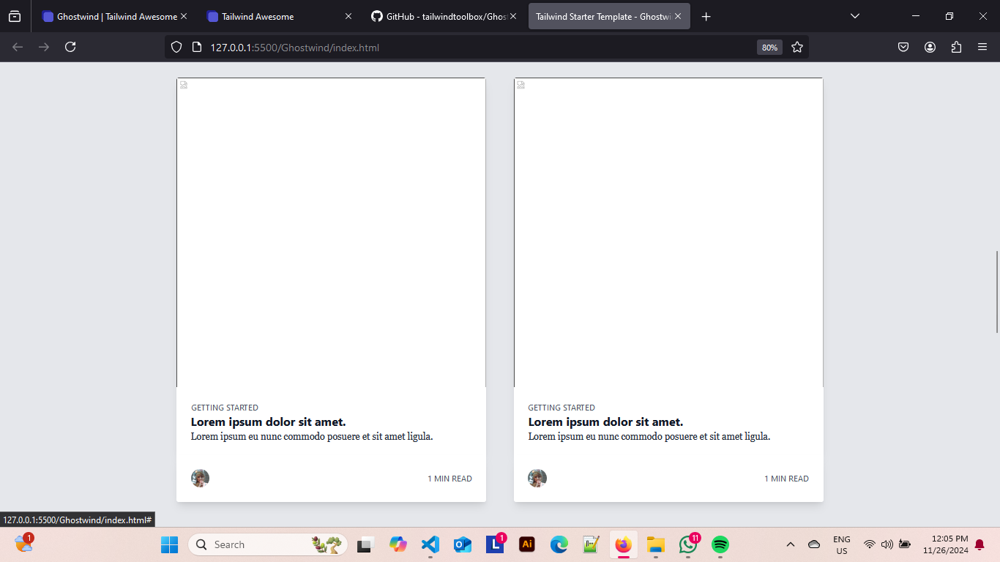 Ghostwind | Tailwind Awesome
Tailwind Awesome
GitHub - tailwindtoolbox/Ghos
Tailwind Starter Template - Ghostwi
127.0.0.1:5500/Ghostwind/index.html
80%
GETTING STARTED
Lorem ipsum dolor sit amet.
Lorem ipsum eu nunc commodo posuere et sit amet ligula.
1 MIN READ
GETTING STARTED
Lorem ipsum dolor sit amet.
Lorem ipsum eu nunc commodo posuere et sit amet ligula.
1 MIN READ
127.0.0.1:5500/Ghostwind/index.html#
1
Search
L
1
Ai
11
ENG
US
12:05 PM
11/26/2024